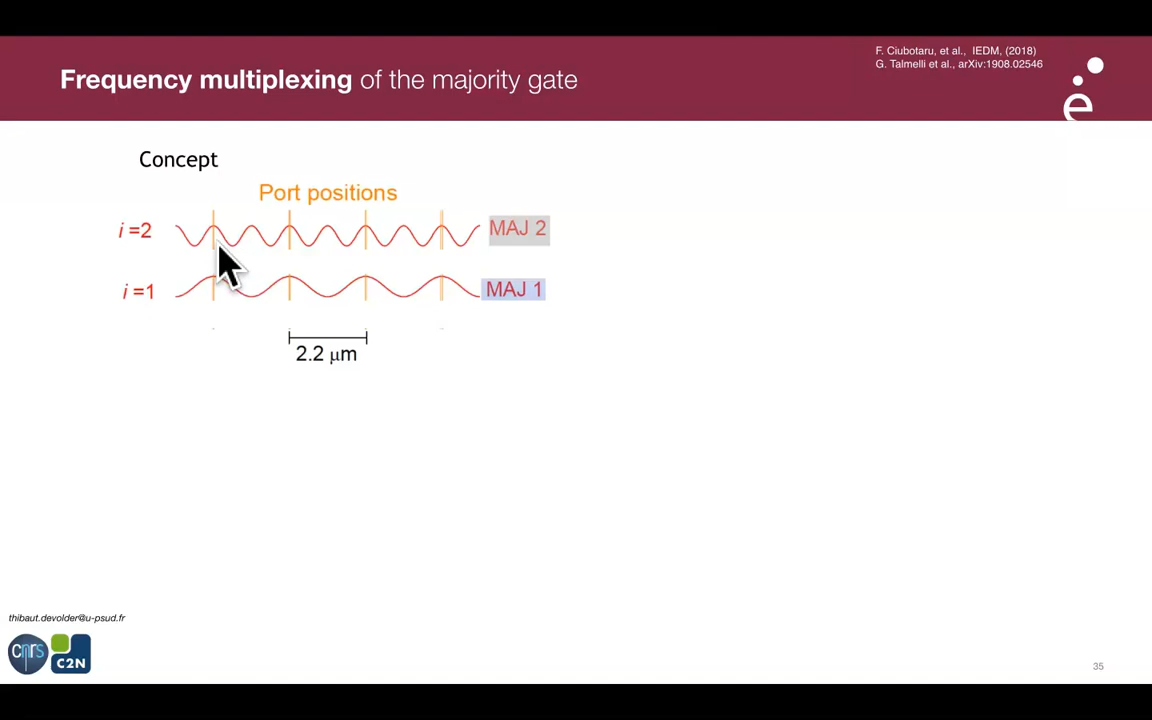 F. Ciubotaru, et al., IEDM, (2018)
G. Talmelli et al., arXiv:1908.02546
Frequency multiplexing of the majority gate
e
Concept
Port positions
i =2
MAJ 2
i =1
MAJ 1
2.2 μm
thibaut.devolder@u-psud.fr
cnrs
C2N
35